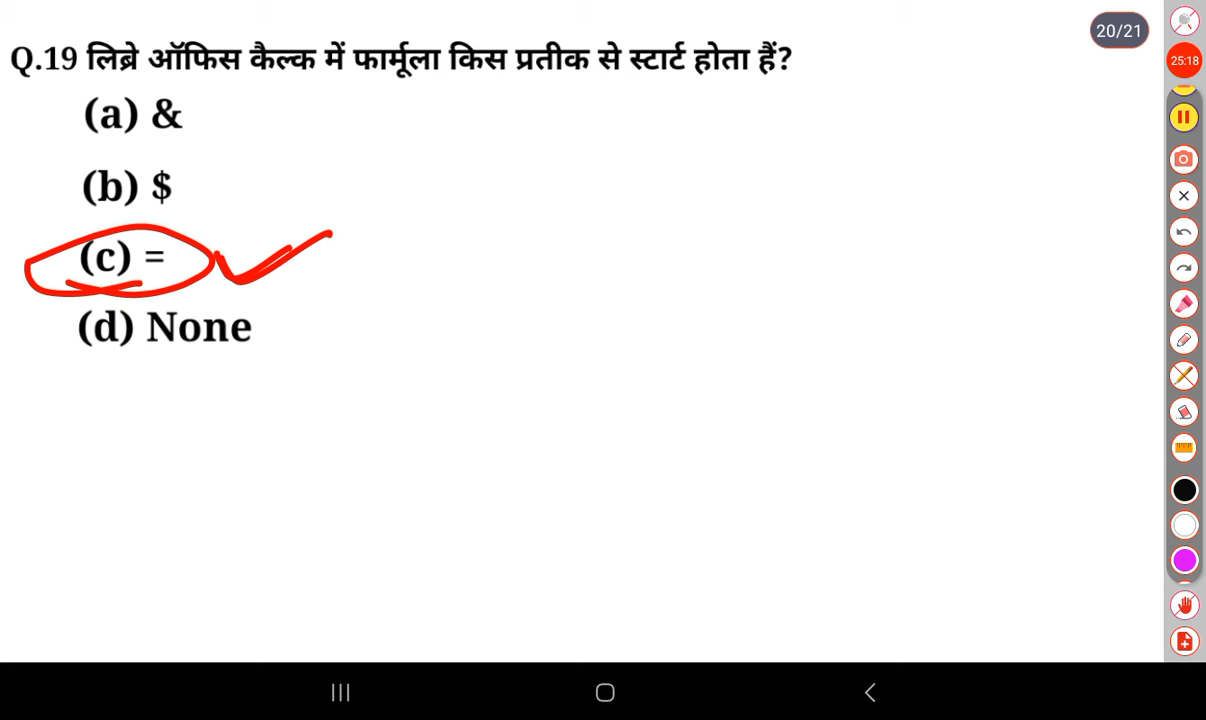 20/21
Q.19 लिब्रे ऑफिस कैल्क में फार्मूला किस प्रतीक से स्टार्ट होता हैं?
25:18
(a) &
(b) $
(c) =
(d) None